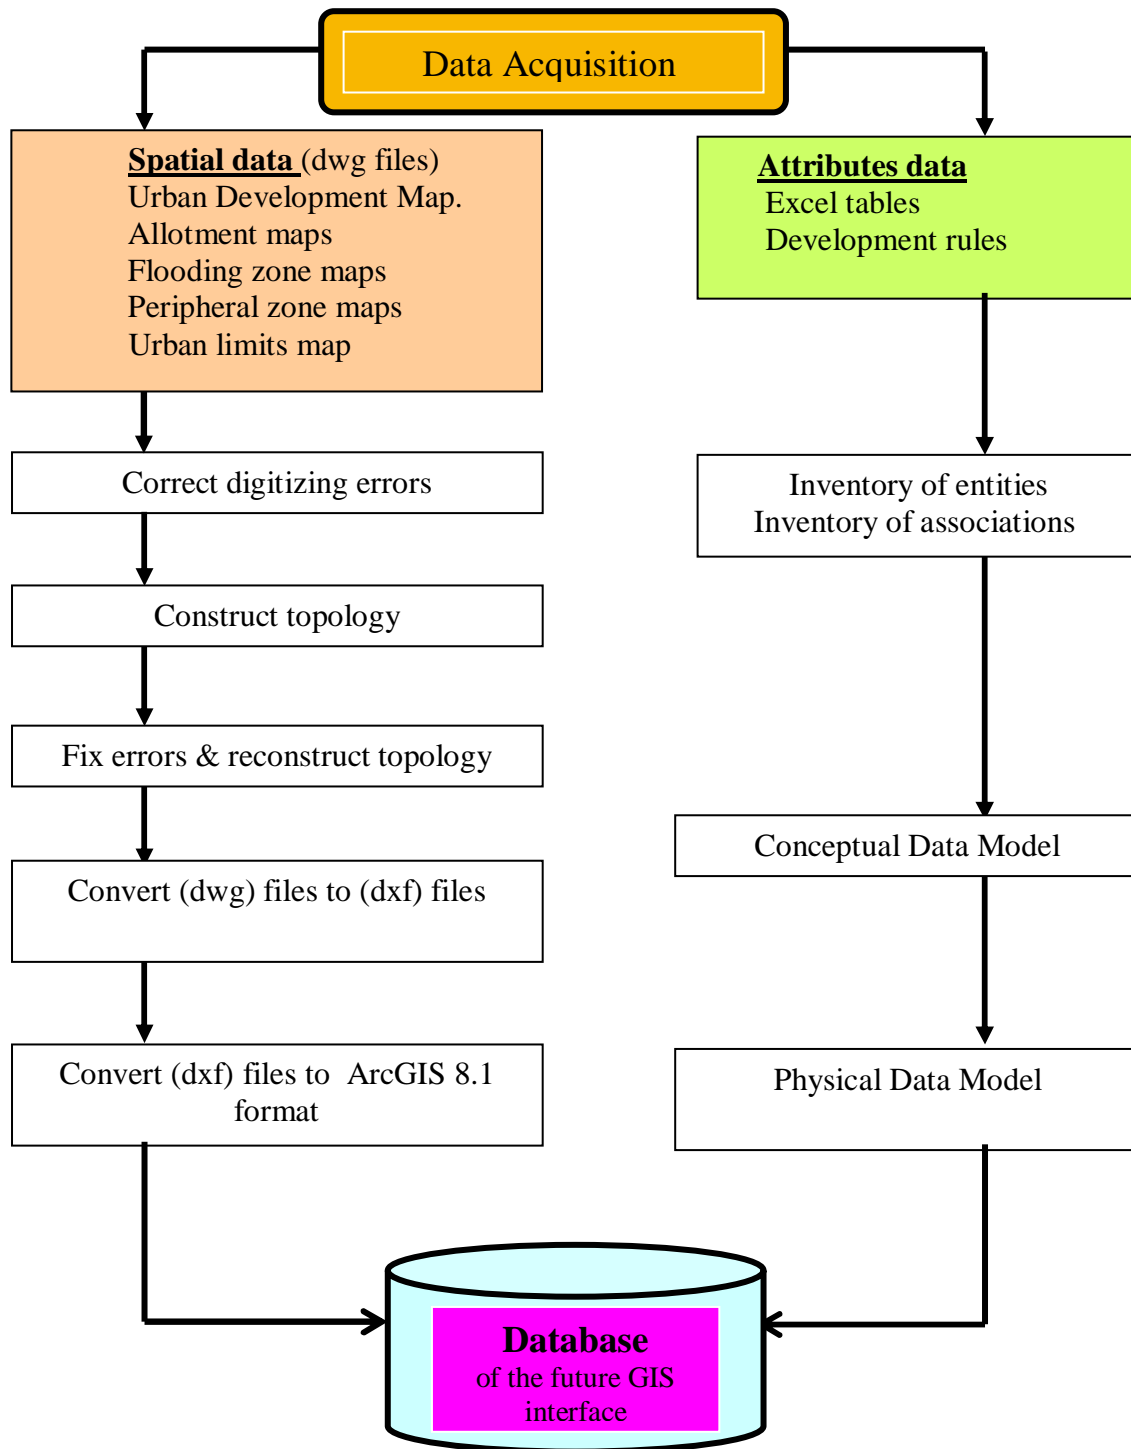 Data Acquisition
Spatial data (dwg files)
Urban Development Map.
Allotment maps
Flooding zone maps
Peripheral zone maps
Urban limits map
Attributes data
Excel tables
Development rules
Correct digitizing errors
Inventory of entities
Inventory of associations
Construct topology
Fix errors & reconstruct topology
Conceptual Data Model
Convert (dwg) files to (dxf) files
Convert (dxf) files to ArcGIS 8.1
format
Physical Data Model
Database
of the future GIS
interface